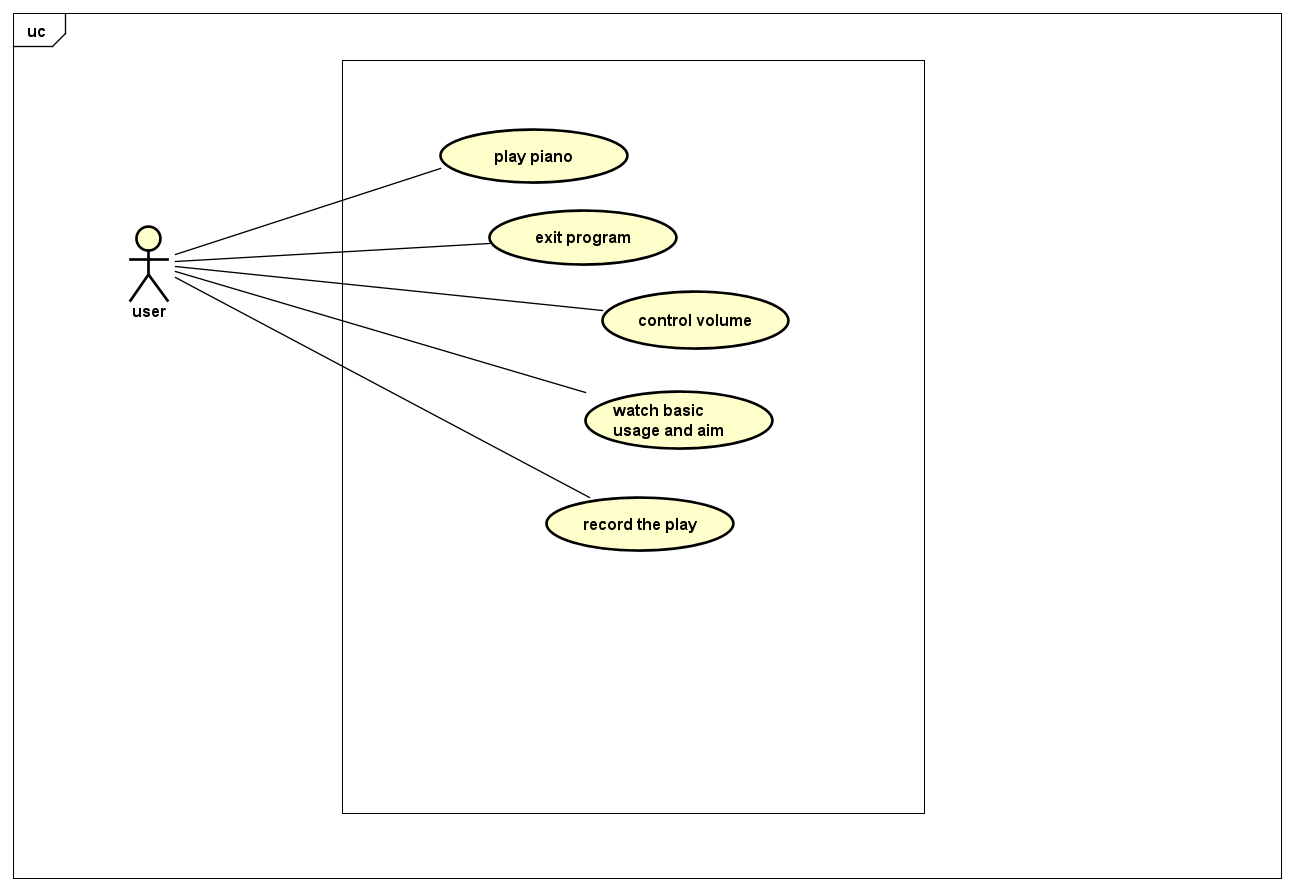 uc
play piano
exit program
user
control volume
watch basic
usage and aim
record the play